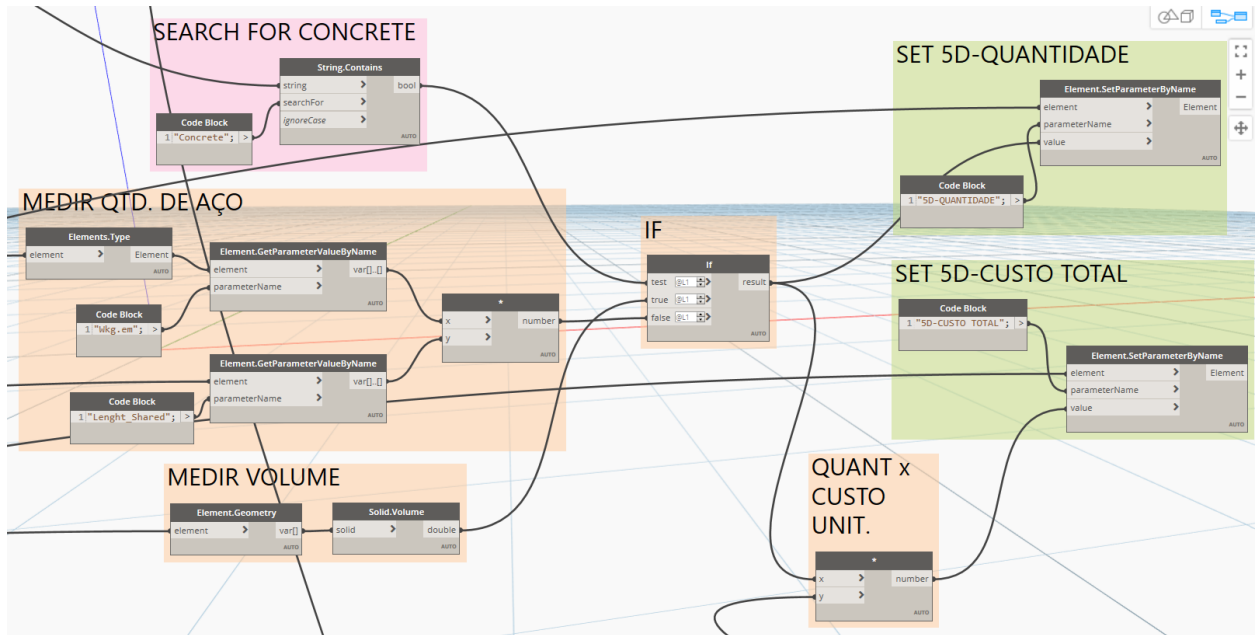 SEARCH FOR CONCRETE
String.Contains
string > bool
searchFor >
ignoreCase >
AUTO
Code Block
1 "Concrete"; >
MEDIR QTD. DE AÇO
Elements.Type
element > Element
AUTO
Element.GetParameterValueByName
element > var[]..[]
parameterName >
AUTO
Code Block
1 "Wkg.em"; >
*
x > number
y >
AUTO
Element.GetParameterValueByName
element > var[]..[]
parameterName >
AUTO
Code Block
1 "Lenght_Shared"; >
MEDIR VOLUME
Element.Geometry
element > var[]
AUTO
Solid.Volume
solid > double
AUTO
IF
If
test @L1 > result
true @L1 >
false @L1 >
AUTO
SET 5D-QUANTIDADE
Element.SetParameterByName
element > Element
parameterName >
value >
AUTO
Code Block
1 "5D-QUANTIDADE"; >
SET 5D-CUSTO TOTAL
Code Block
1 "5D-CUSTO TOTAL"; >
Element.SetParameterByName
element > Element
parameterName >
value >
AUTO
QUANT x
CUSTO
UNIT.
*
x > number
y >
AUTO